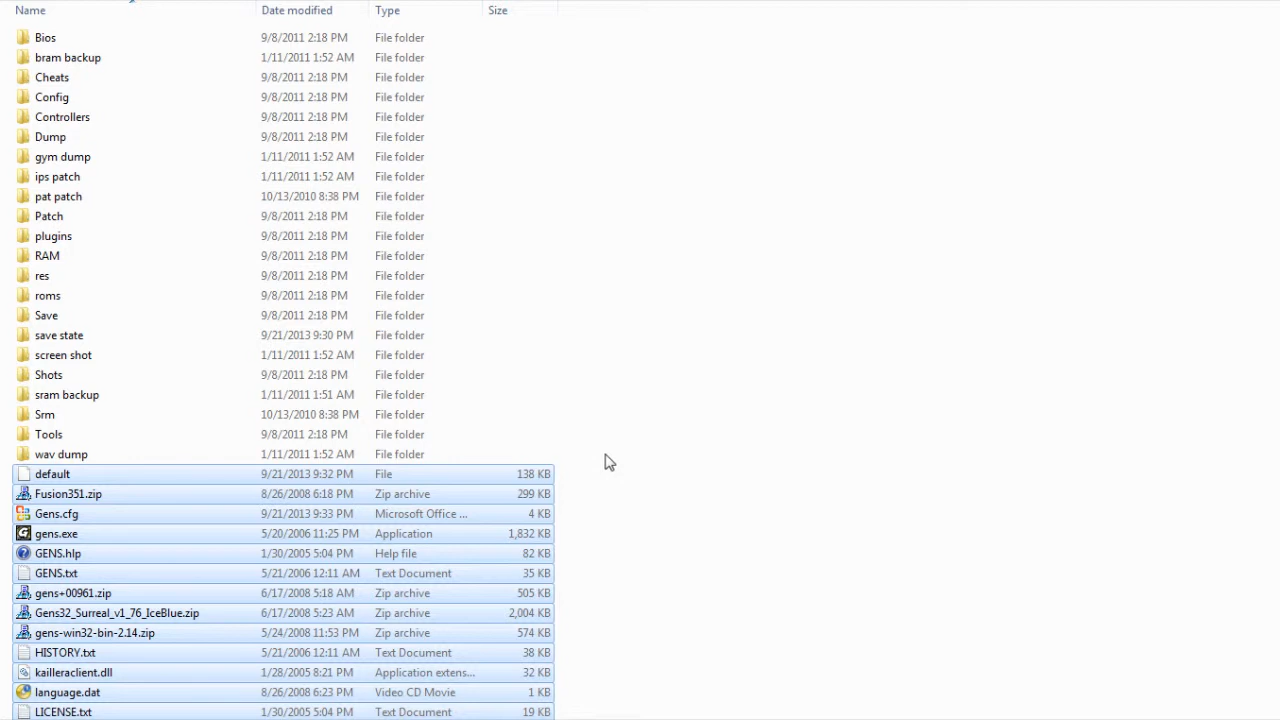 Name Date modified Type Size
Bios 9/8/2011 2:18 PM File folder
bram backup 1/11/2011 1:52 AM File folder
Cheats 9/8/2011 2:18 PM File folder
Config 9/8/2011 2:18 PM File folder
Controllers 9/8/2011 2:18 PM File folder
Dump 9/8/2011 2:18 PM File folder
gym dump 1/11/2011 1:52 AM File folder
ips patch 1/11/2011 1:52 AM File folder
pat patch 10/13/2010 8:38 PM File folder
Patch 9/8/2011 2:18 PM File folder
plugins 9/8/2011 2:18 PM File folder
RAM 9/8/2011 2:18 PM File folder
res 9/8/2011 2:18 PM File folder
roms 9/8/2011 2:18 PM File folder
Save 9/8/2011 2:18 PM File folder
save state 9/21/2013 9:30 PM File folder
screen shot 1/11/2011 1:52 AM File folder
Shots 9/8/2011 2:18 PM File folder
sram backup 1/11/2011 1:51 AM File folder
Srm 10/13/2010 8:38 PM File folder
Tools 9/8/2011 2:18 PM File folder
wav dump 1/11/2011 1:52 AM File folder
default 9/21/2013 9:32 PM File 138 KB
Fusion351.zip 8/26/2008 6:18 PM Zip archive 299 KB
Gens.cfg 9/21/2013 9:33 PM Microsoft Office ... 4 KB
gens.exe 5/20/2006 11:25 PM Application 1,832 KB
GENS.hlp 1/30/2005 5:04 PM Help file 82 KB
GENS.txt 5/21/2006 12:11 AM Text Document 35 KB
gens+00961.zip 6/17/2008 5:18 AM Zip archive 505 KB
Gens32_Surreal_v1_76_IceBlue.zip 6/17/2008 5:23 AM Zip archive 2,004 KB
gens-win32-bin-2.14.zip 5/24/2008 11:53 PM Zip archive 574 KB
HISTORY.txt 5/21/2006 12:11 AM Text Document 38 KB
kailleraclient.dll 1/28/2005 8:21 PM Application extens... 32 KB
language.dat 8/26/2008 6:23 PM Video CD Movie 1 KB
LICENSE.txt 1/30/2005 5:04 PM Text Document 19 KB